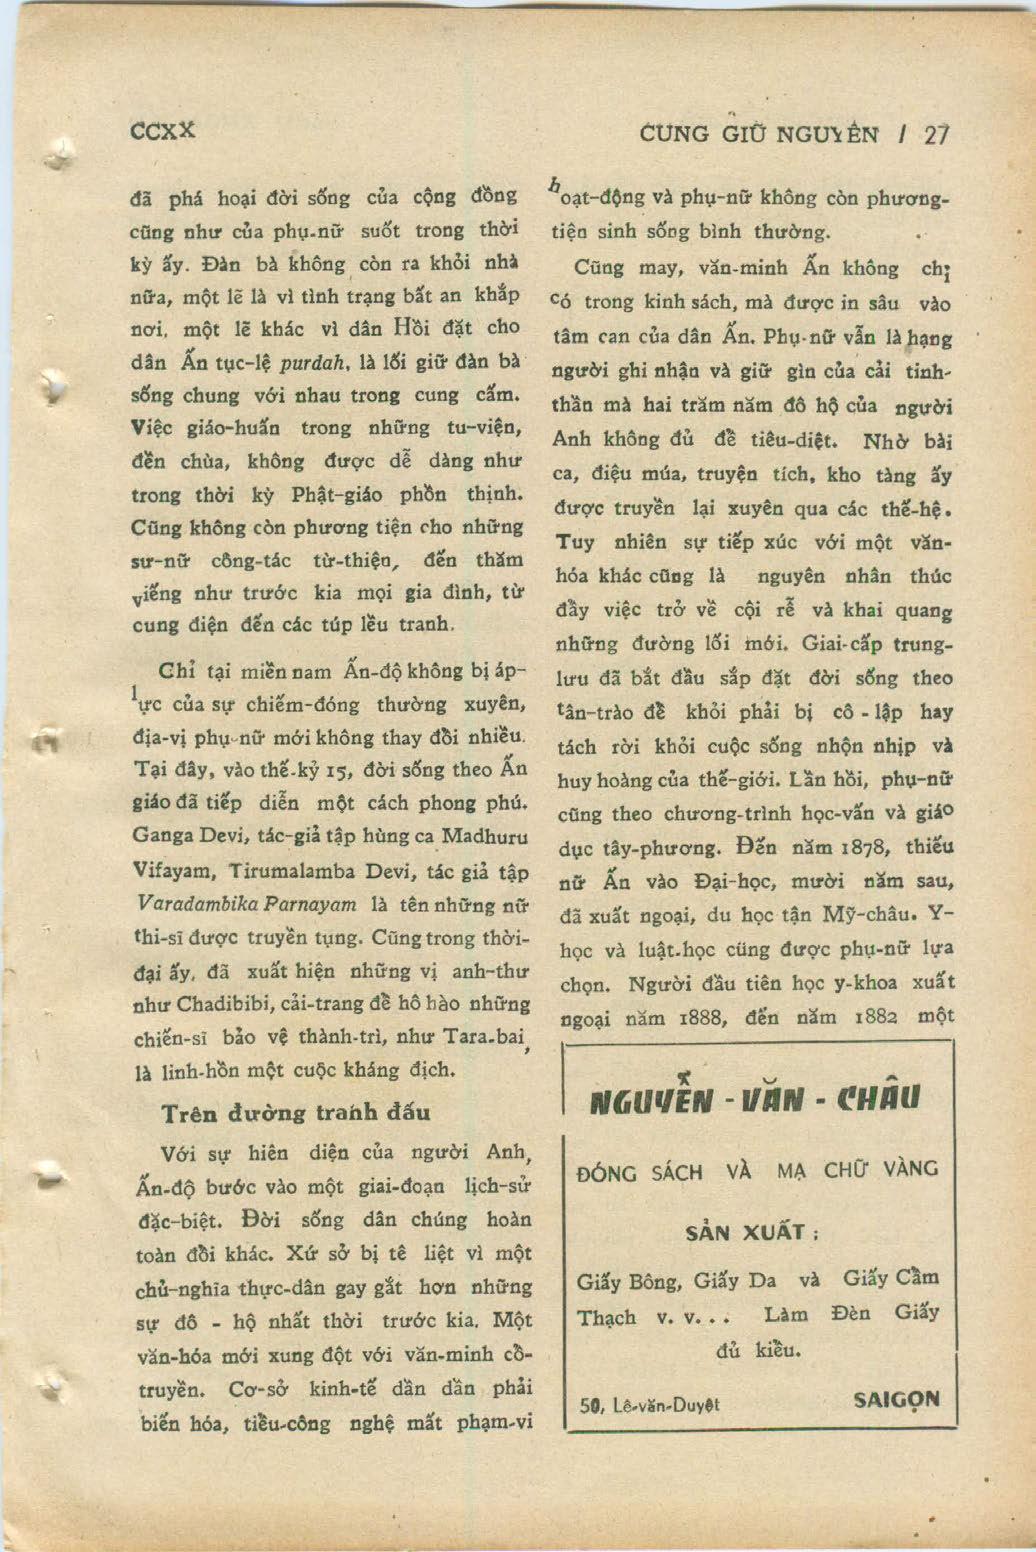 CCXX
CUNG GIŨ NGUYÊN / 27
đã phá hoại đời sống của cộng đồng
cũng như của phụ-nữ suốt trong thời
kỳ ấy. Đàn bà không còn ra khỏi nhà
nữa, một lẽ là vì tình trạng bất an khắp
nơi, một lẽ khác vì dân Hồi đặt cho
dân Ấn tục-lệ purdah, là lối giữ đàn bà
sống chung với nhau trong cung cấm.
Việc giáo-huấn trong những tu-viện,
đền chùa, không được dễ dàng như
trong thời kỳ Phật-giáo phồn thịnh.
Cũng không còn phương tiện cho những
sư-nữ công-tác từ-thiện, đến thăm
viếng như trước kia mọi gia đình, từ
cung điện đến các túp lều tranh.
Chỉ tại miền nam Ấn-độ không bị áp-
lực của sự chiếm-đóng thường xuyên,
địa-vị phụ-nữ mới không thay đổi nhiều.
Tại đây, vào thế-kỷ 15, đời sống theo Ấn
giáo đã tiếp diễn một cách phong phú.
Ganga Devi, tác-giả tập hùng ca Madhuru
Vifayam, Tirumalamba Devi, tác giả tập
Varadambika Parnayam là tên những nữ
thi-sĩ được truyền tụng. Cũng trong thời-
đại ấy, đã xuất hiện những vị anh-thư
như Chadibibi, cải-trang để hô hào những
chiến-sĩ bảo vệ thành-trì, như Tara-bai,
là linh-hồn một cuộc kháng địch.
Trên đường tranh đấu
Với sự hiên diện của người Anh,
Ấn-độ bước vào một giai-đoạn lịch-sử
đặc-biệt. Đời sống dân chúng hoàn
toàn đổi khác. Xứ sở bị tê liệt vì một
chủ-nghĩa thực-dân gay gắt hơn những
sự đô - hộ nhất thời trước kia. Một
văn-hóa mới xung đột với văn-minh cổ-
truyền. Cơ-sở kinh-tế dần dần phải
biến hóa, tiểu-công nghệ mất phạm-vi
hoạt-động và phụ-nữ không còn phương-
tiện sinh sống bình thường.
Cũng may, văn-minh Ấn không chỉ
có trong kinh sách, mà được in sâu vào
tâm can của dân Ấn. Phụ-nữ vẫn là hạng
người ghi nhận và giữ gìn của cải tinh-
thần mà hai trăm năm đô hộ của người
Anh không đủ để tiêu-diệt. Nhờ bài
ca, điệu múa, truyện tích, kho tàng ấy
được truyền lại xuyên qua các thế-hệ.
Tuy nhiên sự tiếp xúc với một văn-
hóa khác cũng là nguyên nhân thúc
đẩy việc trở về cội rễ và khai quang
những đường lối mới. Giai-cấp trung-
lưu đã bắt đầu sắp đặt đời sống theo
tân-trào để khỏi phải bị cô - lập hay
tách rời khỏi cuộc sống nhộn nhịp và
huy hoàng của thế-giới. Lần hồi, phụ-nữ
cũng theo chương-trình học-vấn và giáo
dục tây-phương. Đến năm 1878, thiếu
nữ Ấn vào Đại-học, mười năm sau,
đã xuất ngoại, du học tận Mỹ-châu. Y-
học và luật-học cũng được phụ-nữ lựa
chọn. Người đầu tiên học y-khoa xuất
ngoại năm 1888, đến năm 1882 một
NGUYỄN - VĂN - CHÂU
ĐÓNG SÁCH VÀ MẠ CHỮ VÀNG
SẢN XUẤT :
Giấy Bông, Giấy Da và Giấy Cẩm
Thạch v. v. . . Làm Đèn Giấy
đủ kiểu.
50, Lê-văn-Duyệt SAIGỌN